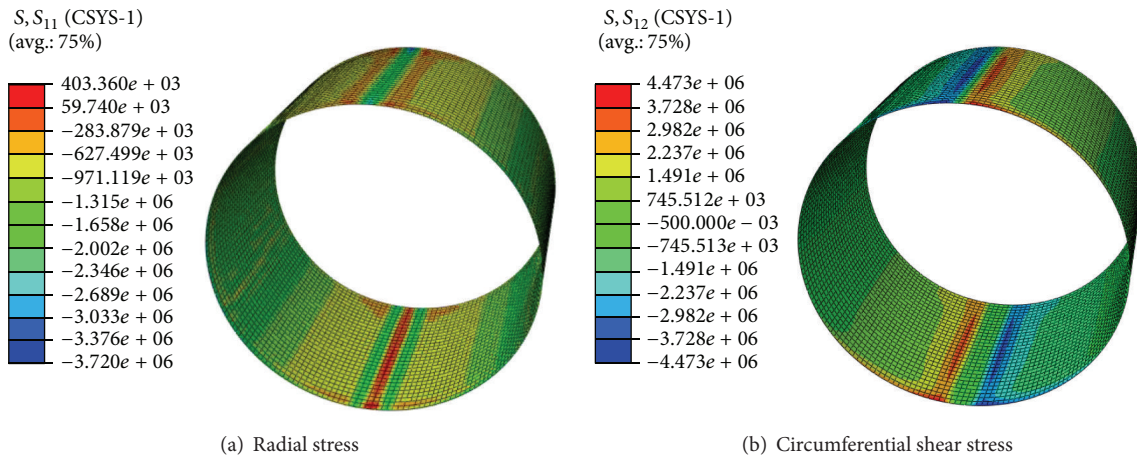 S, S11 (CSYS-1)
(avg.: 75%)
403.360e + 03
59.740e + 03
−283.879e + 03
−627.499e + 03
−971.119e + 03
−1.315e + 06
−1.658e + 06
−2.002e + 06
−2.346e + 06
−2.689e + 06
−3.033e + 06
−3.376e + 06
−3.720e + 06
(a) Radial stress
S, S12 (CSYS-1)
(avg.: 75%)
4.473e + 06
3.728e + 06
2.982e + 06
2.237e + 06
1.491e + 06
745.512e + 03
−500.000e − 03
−745.513e + 03
−1.491e + 06
−2.237e + 06
−2.982e + 06
−3.728e + 06
−4.473e + 06
(b) Circumferential shear stress